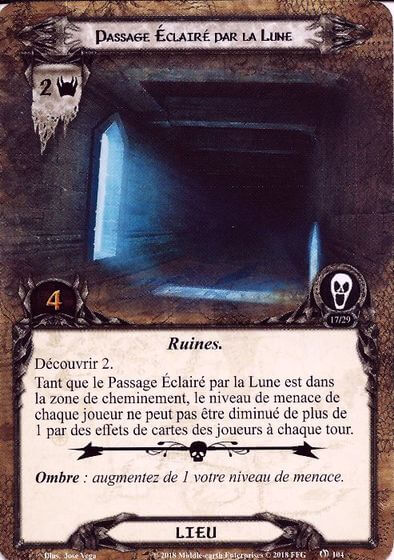 Passage Éclairé par la Lune
2
4
17/29
Ruines.
Découvrir 2.
Tant que le Passage Éclairé par la Lune est dans
la zone de cheminement, le niveau de menace de
chaque joueur ne peut pas être diminué de plus de
1 par des effets de cartes des joueurs à chaque tour.
Ombre : augmentez de 1 votre niveau de menace.
LIEU
Illus. Jose Vega © 2018 Middle-earth Enterprises © 2018 FFG 104